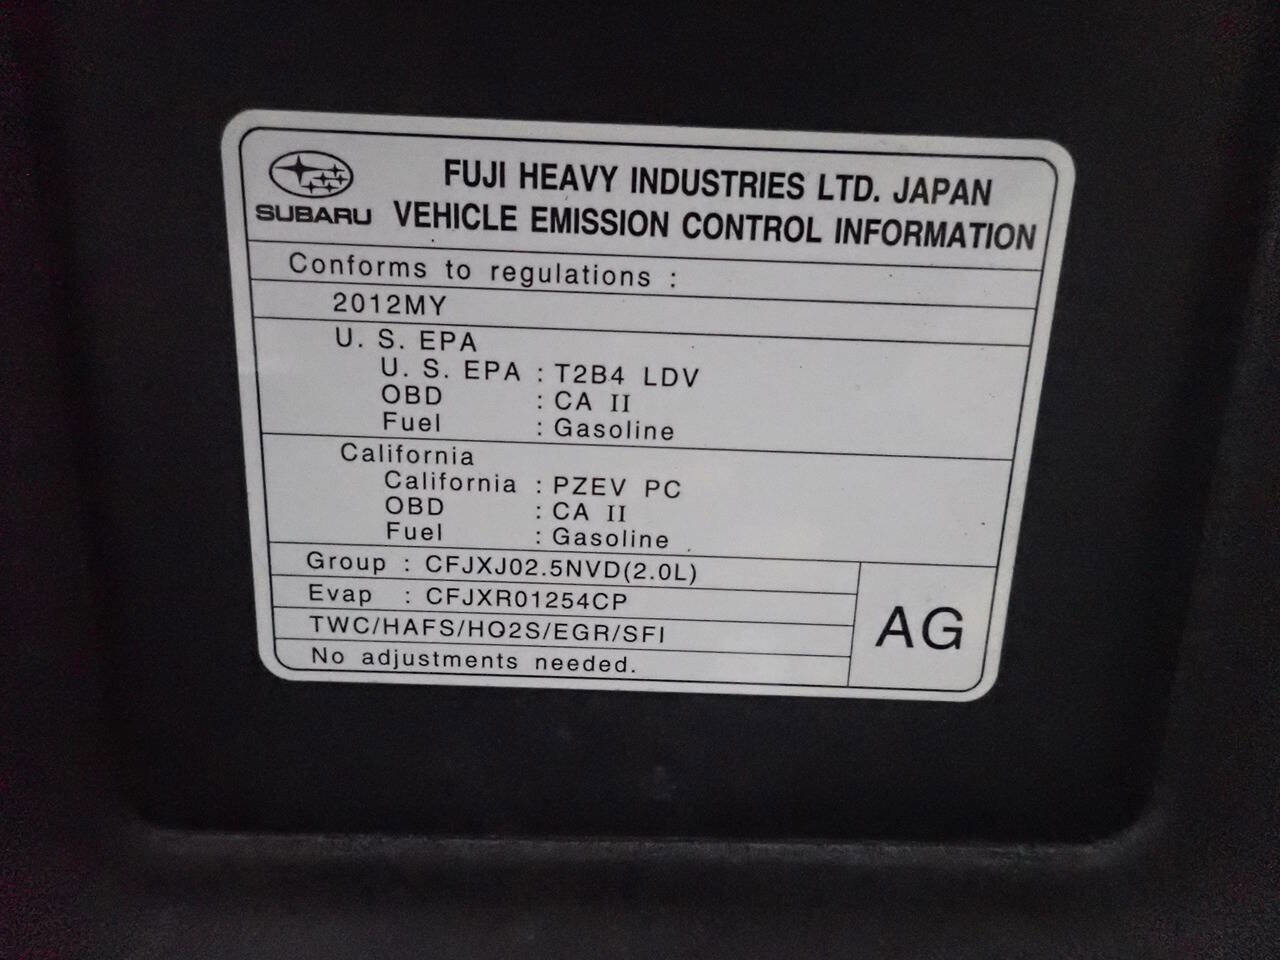 FUJI HEAVY INDUSTRIES LTD. JAPAN
SUBARU VEHICLE EMISSION CONTROL INFORMATION
Conforms to regulations :
2012MY
U. S. EPA
U. S. EPA : T2B4 LDV
OBD : CA II
Fuel : Gasoline
California
California : PZEV PC
OBD : CA II
Fuel : Gasoline
Group : CFJXJ02.5NVD(2.0L)
Evap : CFJXR01254CP
TWC/HAFS/HO2S/EGR/SFI
No adjustments needed.
AG